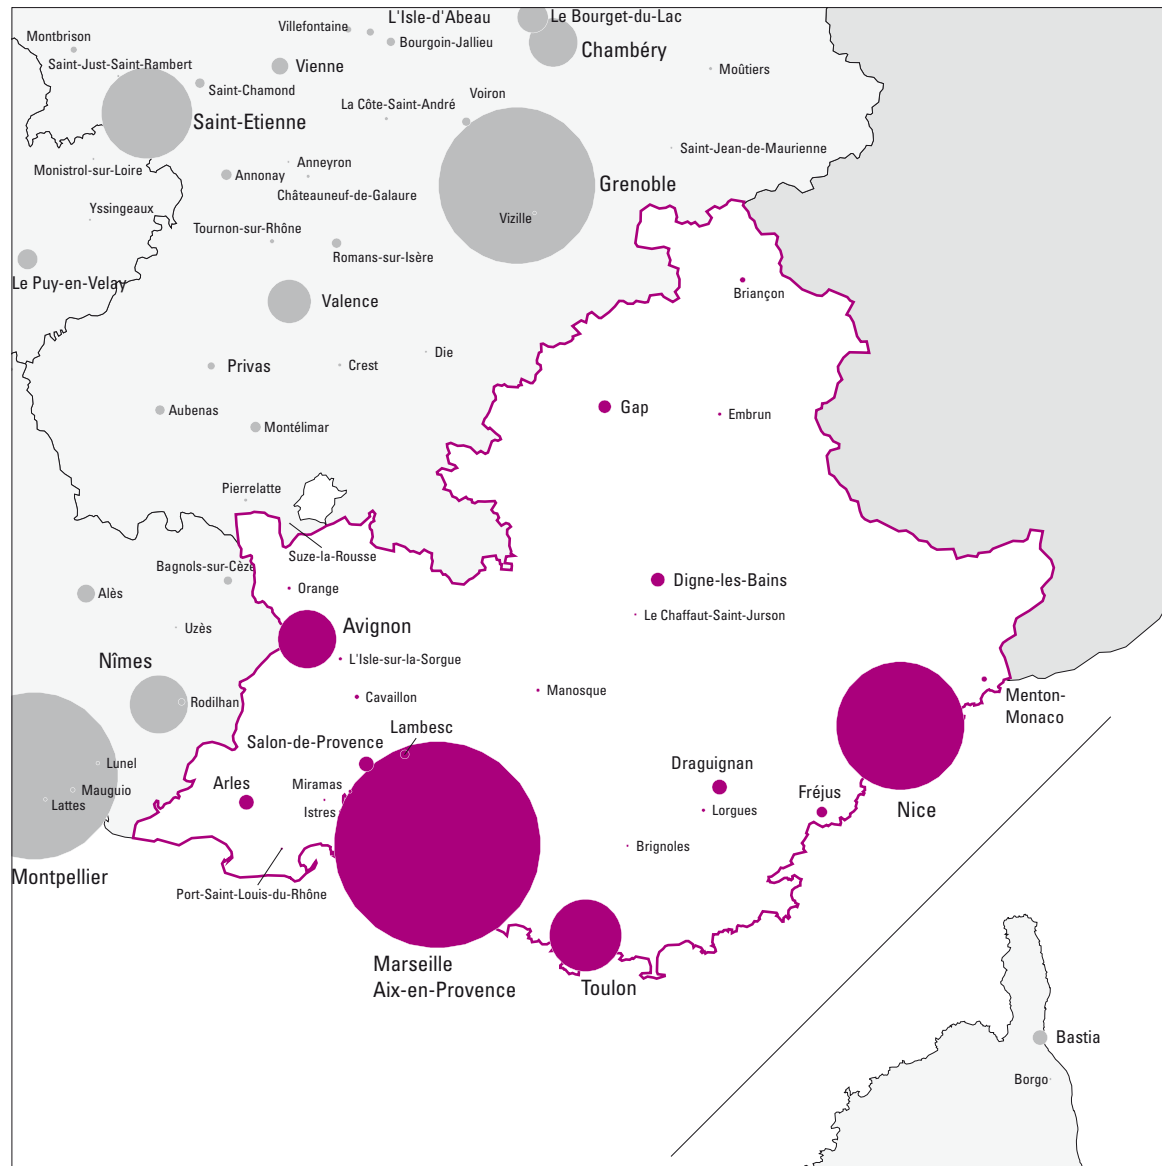 Villefontaine
L'Isle-d'Abeau
Le Bourget-du-Lac
Montbrison
Bourgoin-Jallieu
Chambéry
Saint-Just-Saint-Rambert
Vienne
Moûtiers
Saint-Chamond
Voiron
La Côte-Saint-André
Saint-Etienne
Saint-Jean-de-Maurienne
Monistrol-sur-Loire
Anneyron
Annonay
Châteauneuf-de-Galaure
Grenoble
Yssingeaux
Vizille
Tournon-sur-Rhône
Romans-sur-Isère
Le Puy-en-Velay
Briançon
Valence
Die
Privas
Crest
Aubenas
Gap
Embrun
Montélimar
Pierrelatte
Suze-la-Rousse
Bagnols-sur-Cèze
Orange
Digne-les-Bains
Alès
Le Chaffaut-Saint-Jurson
Uzès
Avignon
Nîmes
L'Isle-sur-la-Sorgue
Rodilhan
Cavaillon
Manosque
Menton-
Monaco
Lambesc
Salon-de-Provence
Lunel
Draguignan
Arles
Miramas
Mauguio
Fréjus
Lattes
Istres
Lorgues
Nice
Brignoles
Montpellier
Port-Saint-Louis-du-Rhône
Marseille
Aix-en-Provence
Toulon
Bastia
Borgo